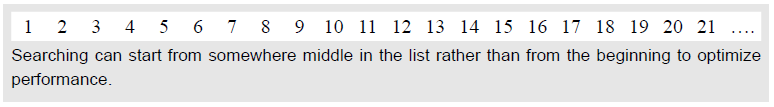 1 2 3 4 5 6 7 8 9 10 11 12 13 14 15 16 17 18 19 20 21 ….
Searching can start from somewhere middle in the list rather than from the beginning to optimize
performance.